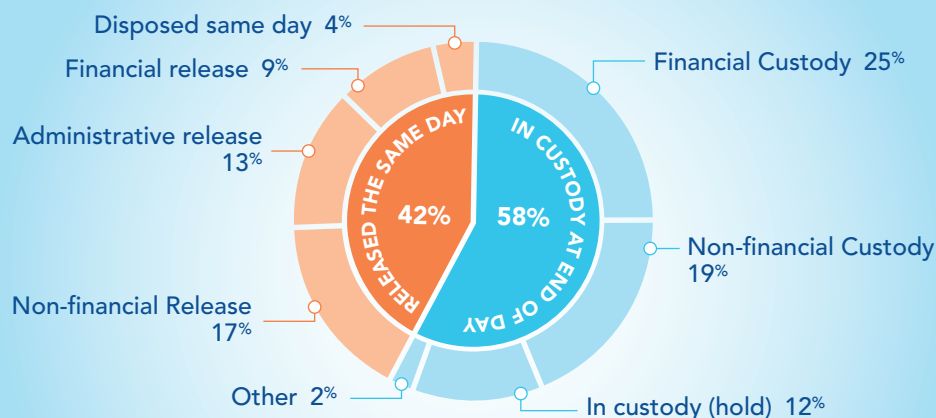 Disposed same day 4%
Financial release 9%
Administrative release
13%
Non-financial Release
17%
Other 2%
RELEASED THE SAME DAY
42%
IN CUSTODY AT END OF DAY
58%
Financial Custody 25%
Non-financial Custody
19%
In custody (hold) 12%